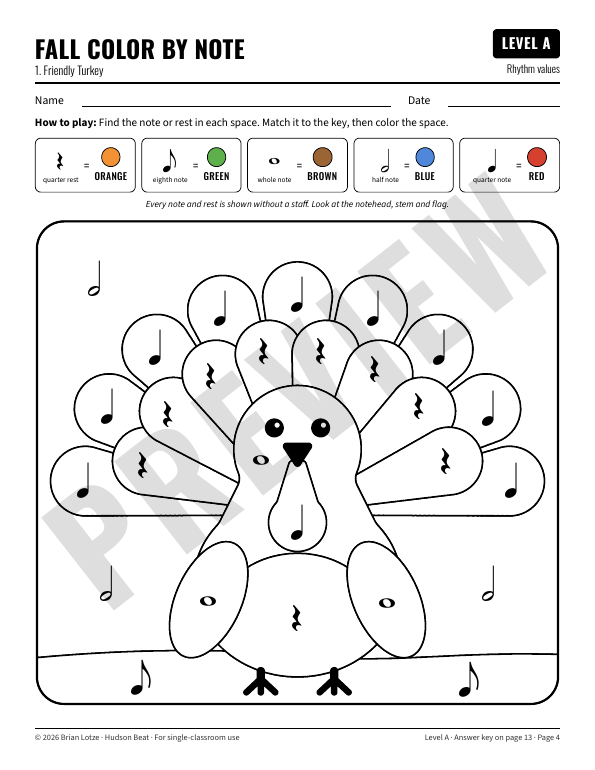 FALL COLOR BY NOTE
LEVEL A
1. Friendly Turkey
Rhythm values
Name
Date
How to play: Find the note or rest in each space. Match it to the key, then color the space.
quarter rest = ORANGE
eighth note = GREEN
whole note = BROWN
half note = BLUE
quarter note = RED
Every note and rest is shown without a staff. Look at the notehead, stem and flag.
PREVIEW
© 2026 Brian Lotze · Hudson Beat · For single-classroom use
Level A · Answer key on page 13 · Page 4